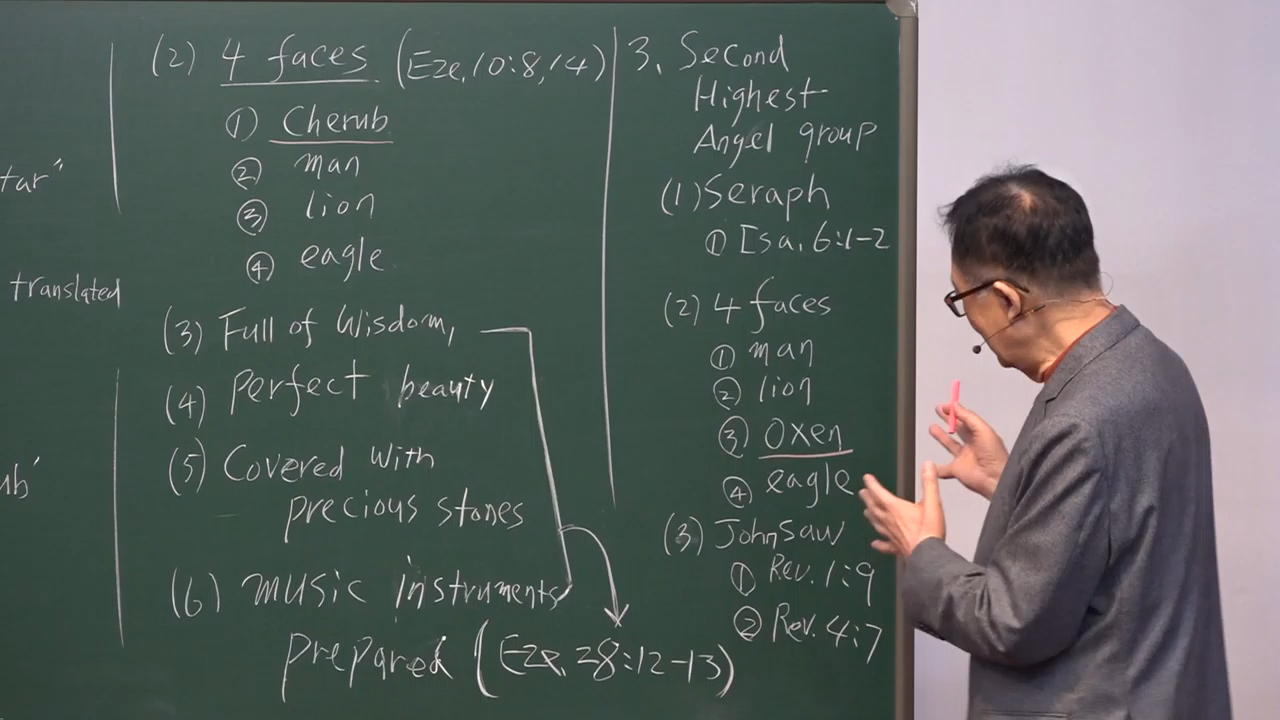 tar"
translated
ub'
(2) 4 faces (Eze, 10:8, 14)
① Cherub
② man
③ lion
④ eagle
(3) Full of Wisdom,
(4) Perfect beauty
(5) Covered with
precious stones
(6) music instruments
prepared (Eze, 28:12-13)
3. Second
Highest
Angel group
(1) Seraph
① Isa, 6:1-2
(2) 4 faces
① man
② lion
③ Oxen
④ eagle
(3) John saw
① Rev. 1:9
② Rev. 4:7